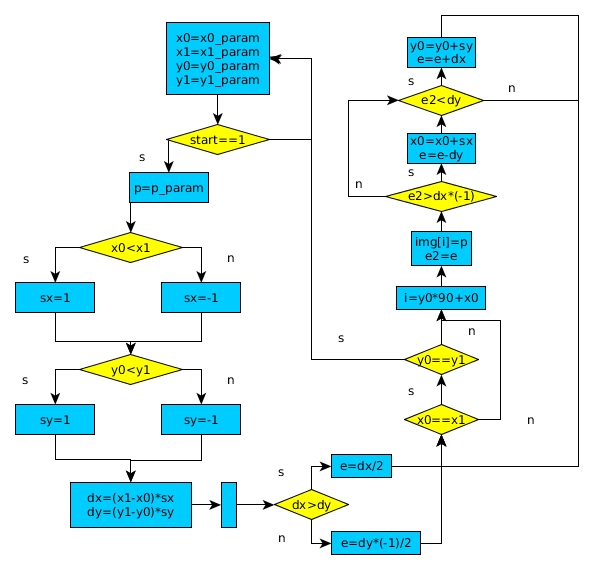 x0=x0_param
x1=x1_param
y0=y0_param
y1=y1_param
start==1
s
p=p_param
x0<x1
s
n
sx=1
sx=-1
y0<y1
s
n
sy=1
sy=-1
dx=(x1-x0)*sx
dy=(y1-y0)*sy
dx>dy
s
n
e=dx/2
e=dy*(-1)/2
x0==x1
s
n
y0==y1
s
n
i=y0*90+x0
img[i]=p
e2=e
e2>dx*(-1)
s
n
x0=x0+sx
e=e-dy
e2<dy
s
n
y0=y0+sy
e=e+dx